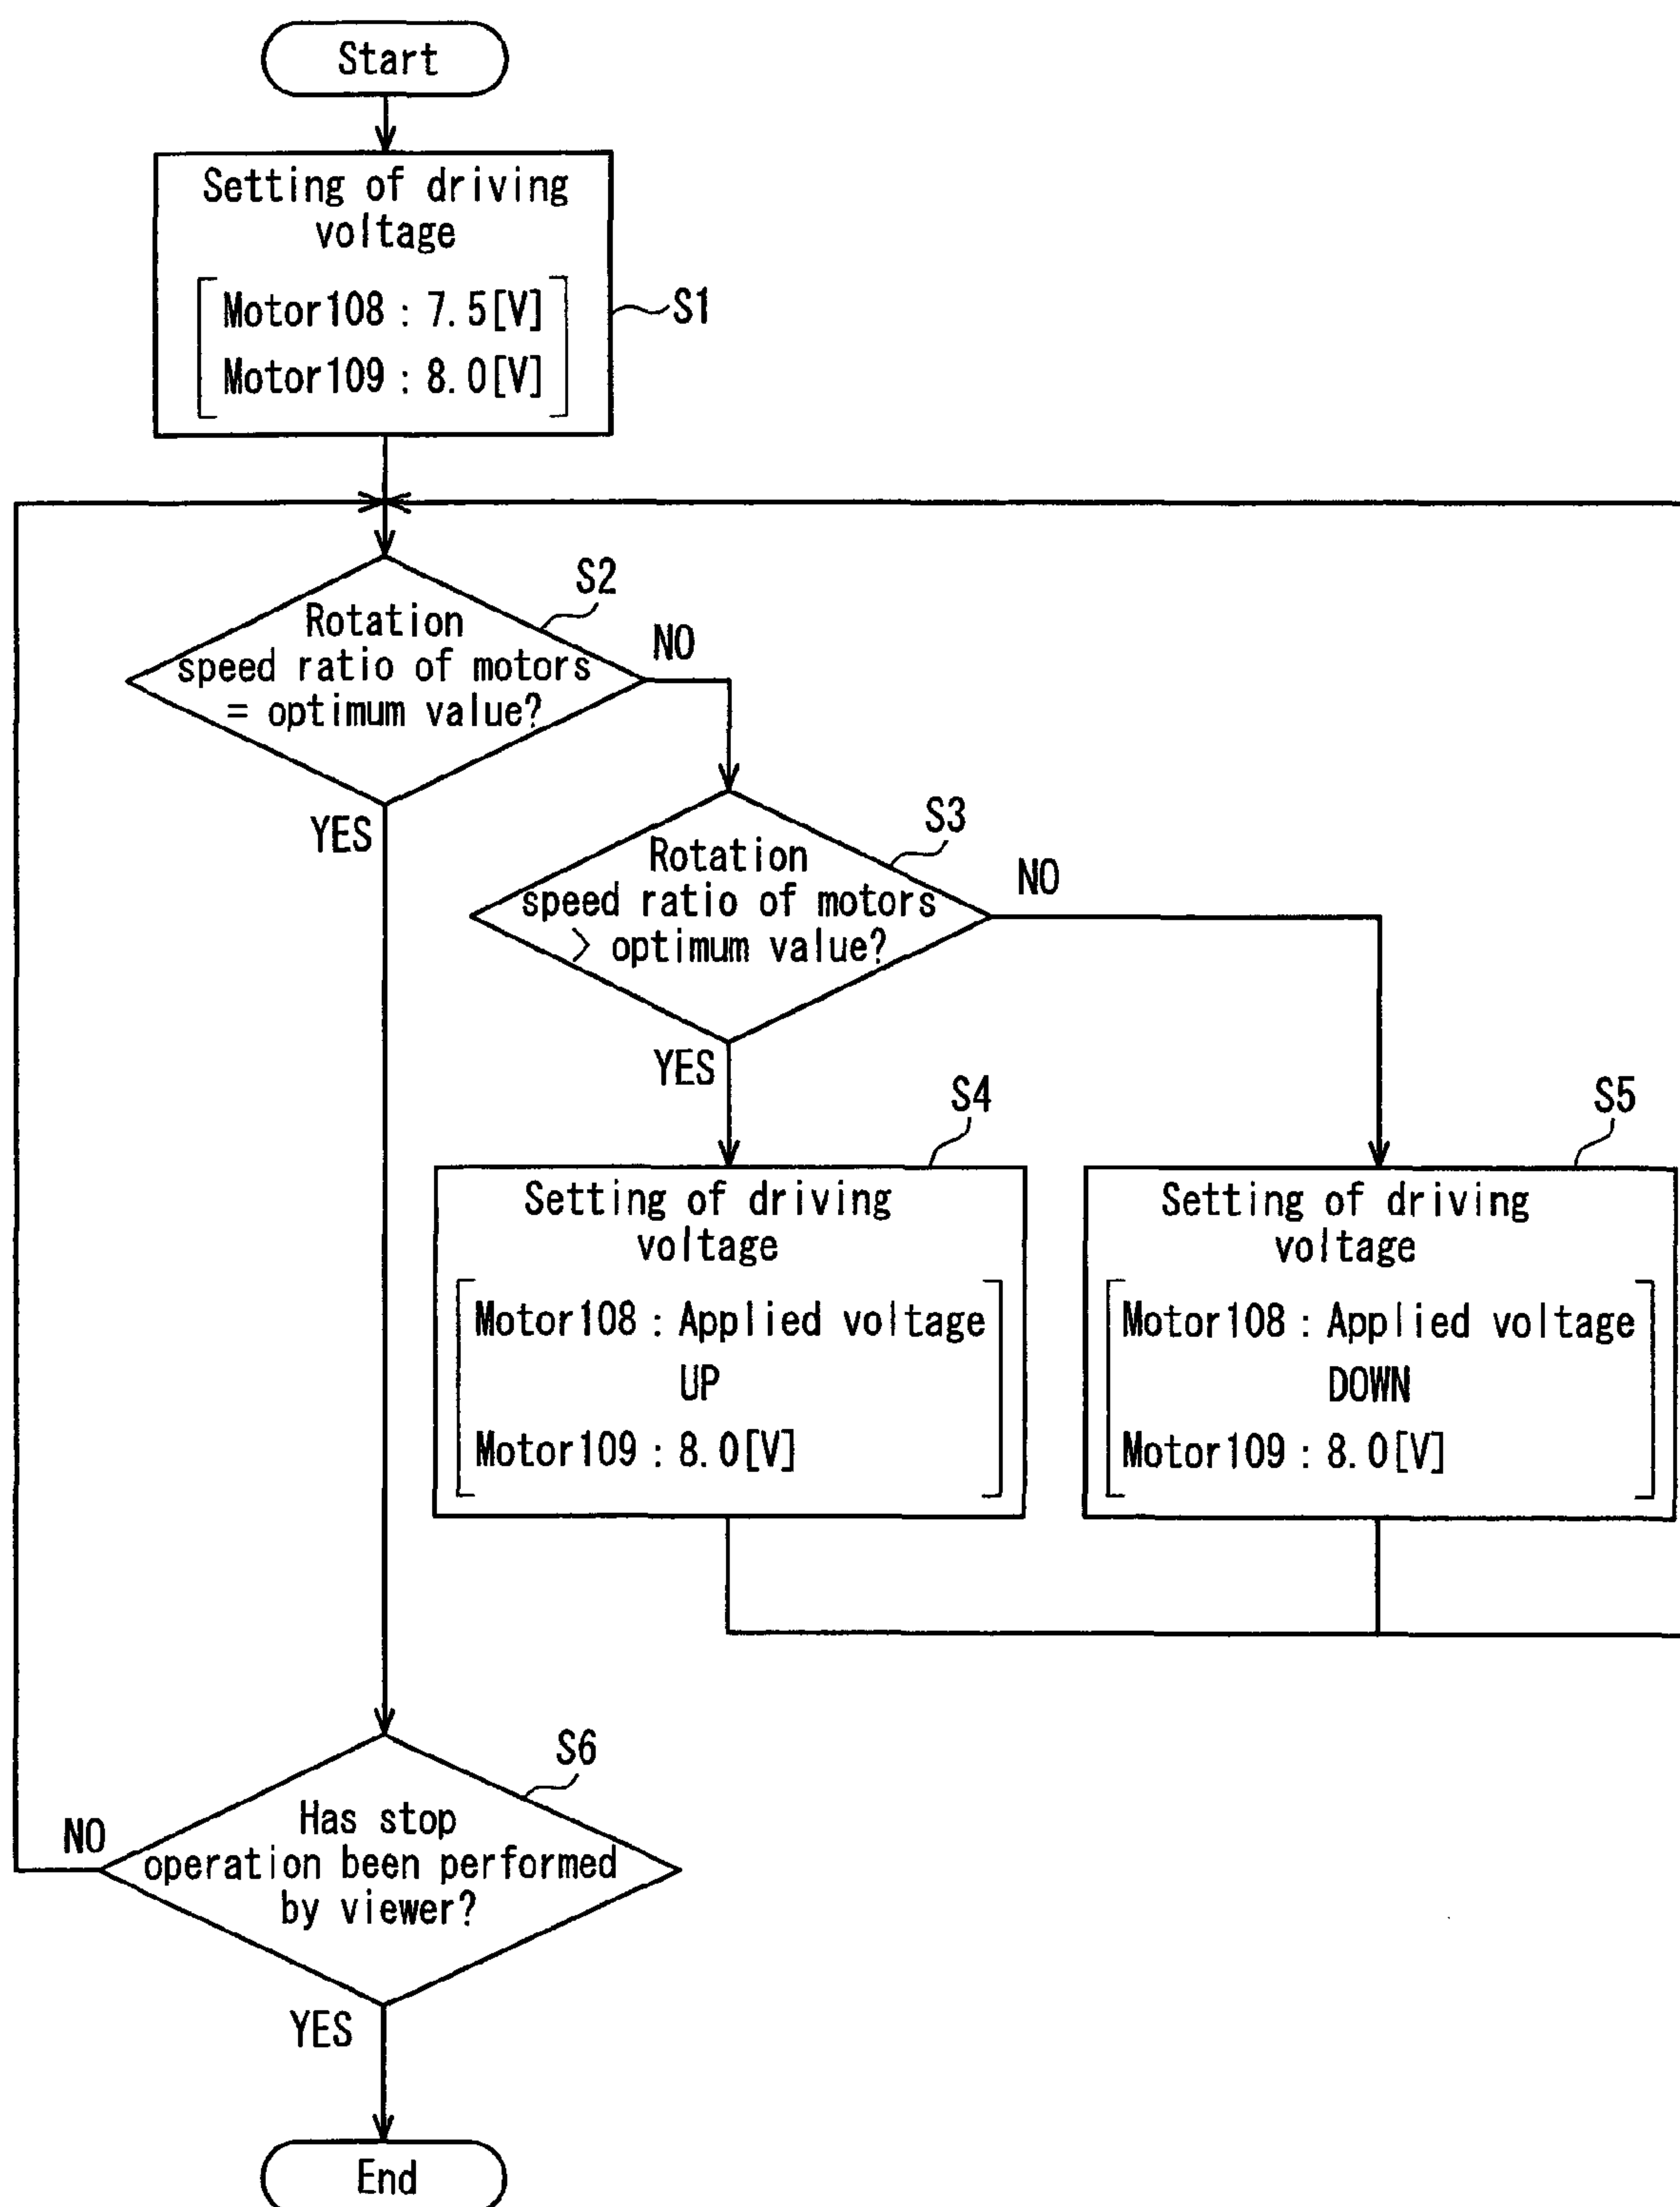 Start
Setting of driving
voltage
Motor108 : 7.5[V]
Motor109 : 8.0[V]
S1
S2
Rotation
speed ratio of motors
= optimum value?
NO
YES
S3
Rotation
speed ratio of motors
> optimum value?
NO
YES
S4
Setting of driving
voltage
Motor108 : Applied voltage
UP
Motor109 : 8.0[V]
S5
Setting of driving
voltage
Motor108 : Applied voltage
DOWN
Motor109 : 8.0[V]
S6
Has stop
operation been performed
by viewer?
NO
YES
End